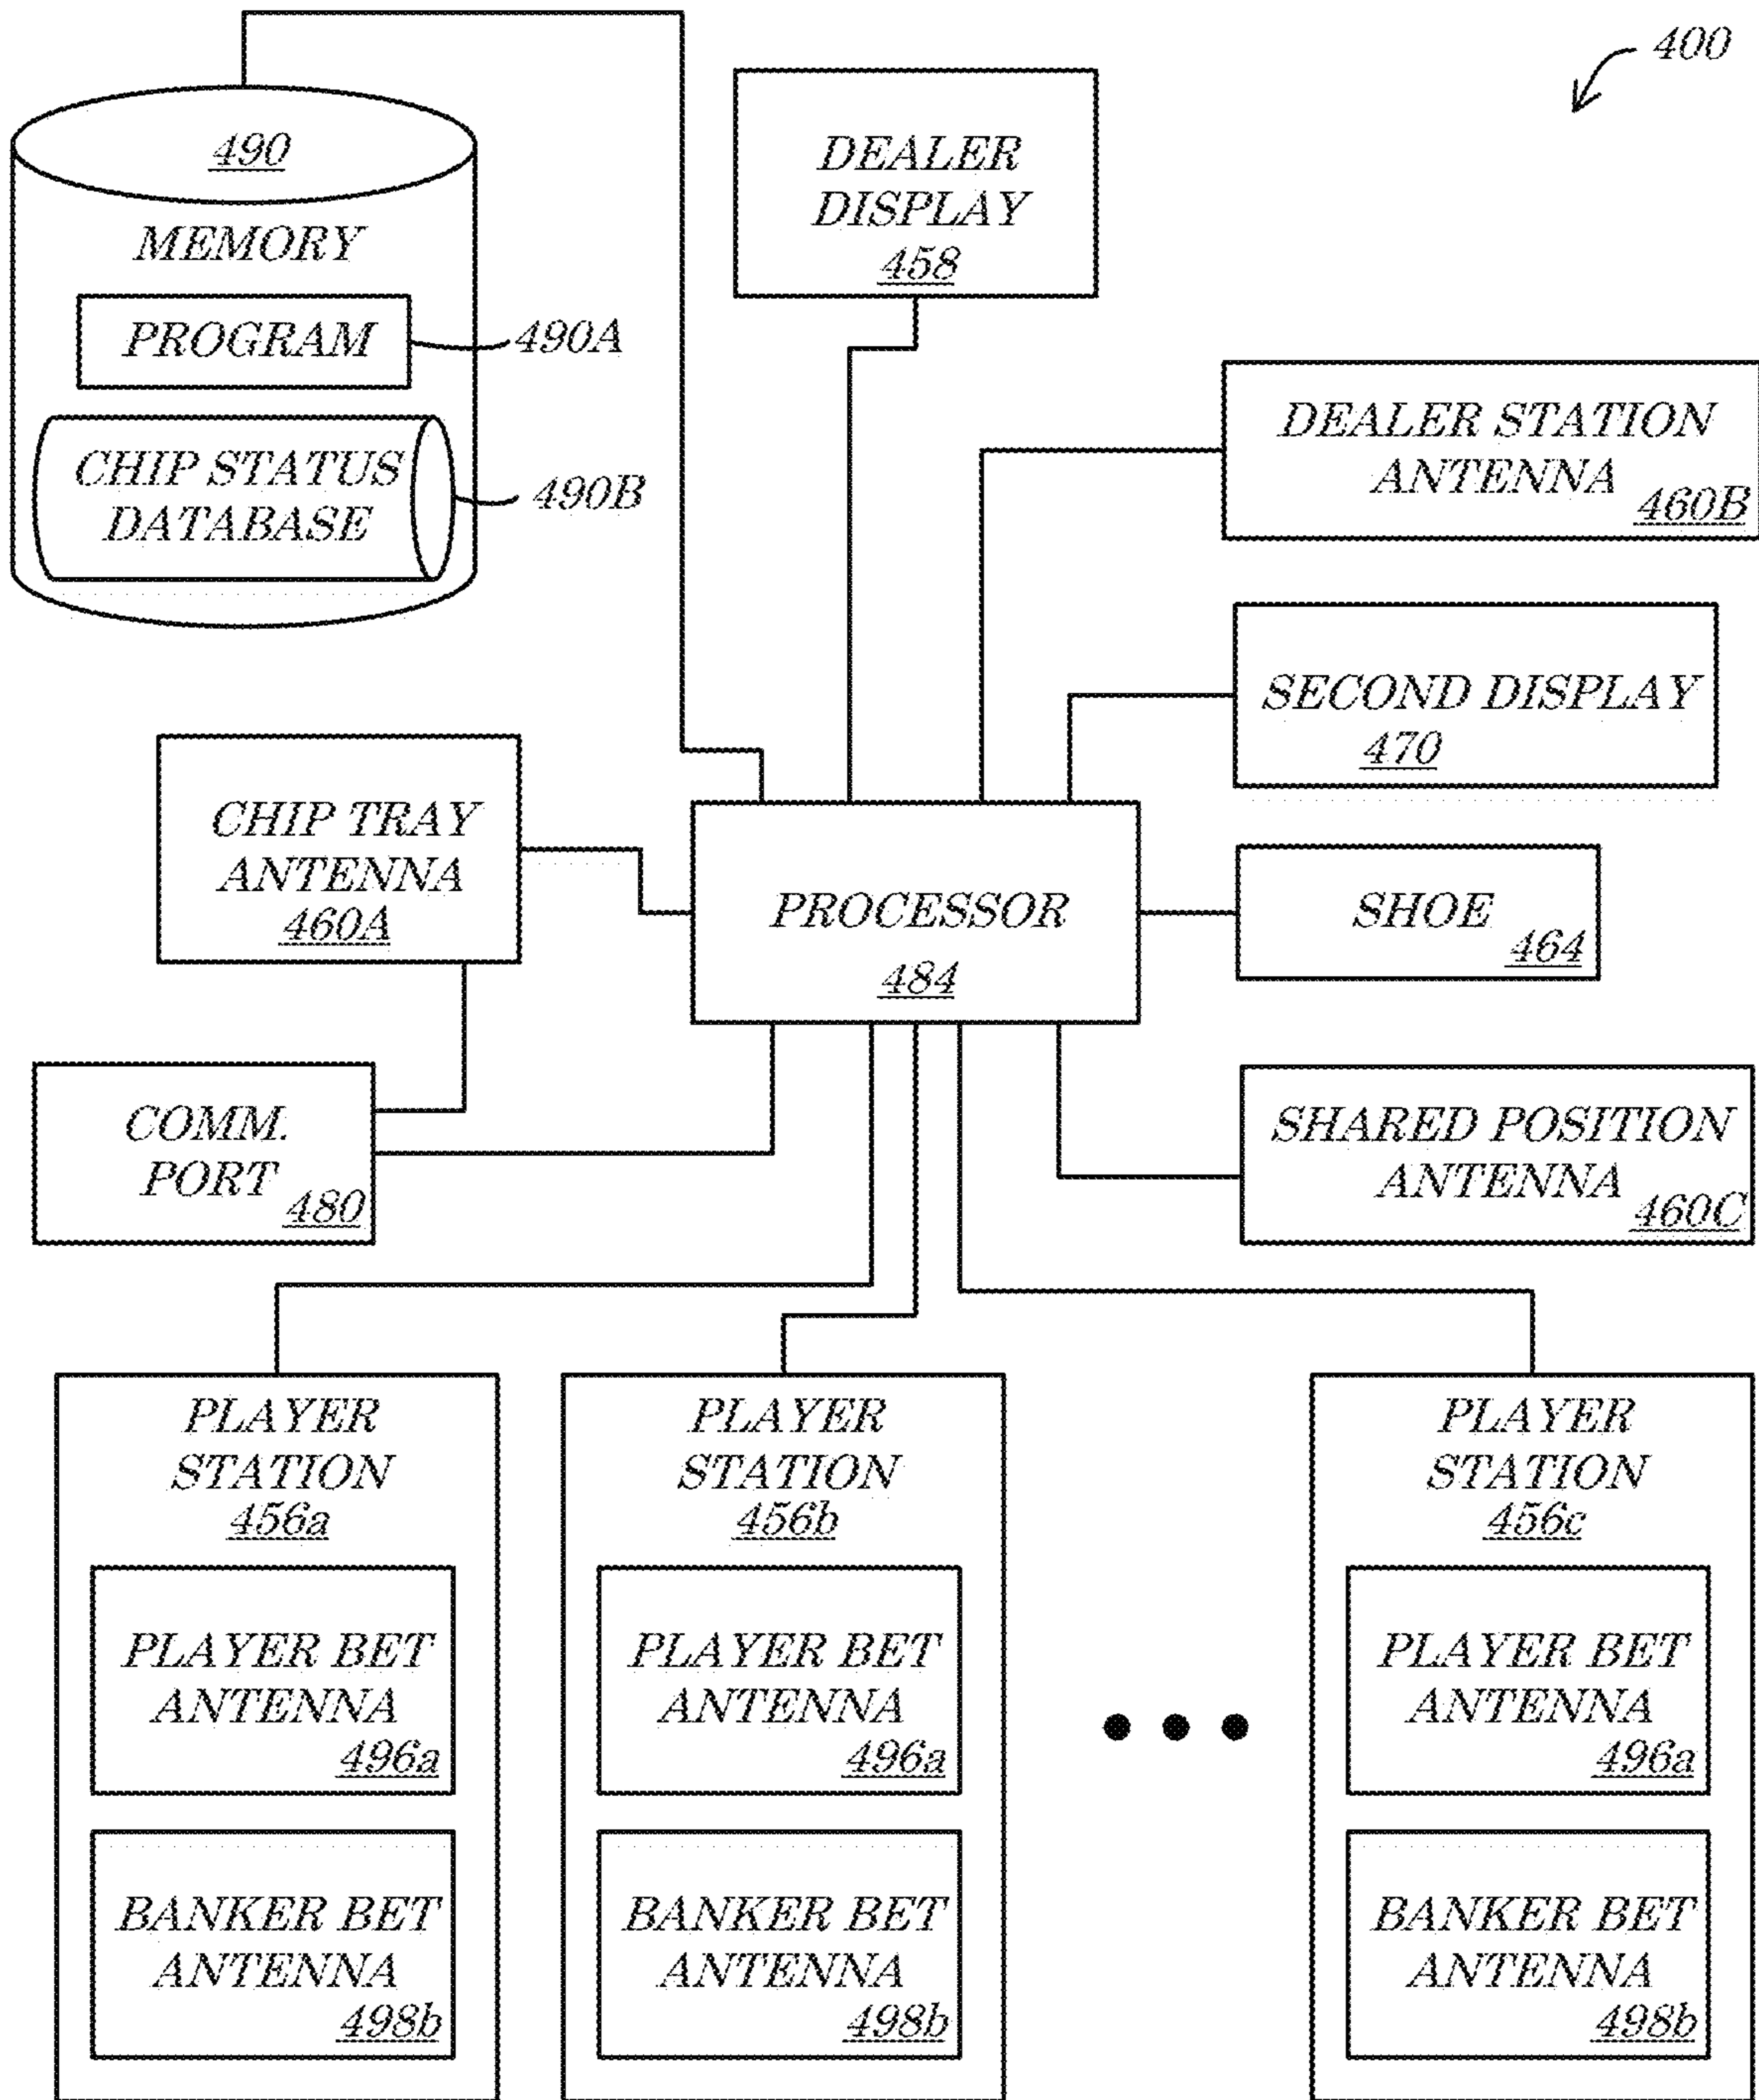 400
490
MEMORY
PROGRAM
490A
CHIP STATUS
DATABASE
490B
DEALER
DISPLAY
458
DEALER STATION
ANTENNA
460B
SECOND DISPLAY
470
CHIP TRAY
ANTENNA
460A
PROCESSOR
484
SHOE
464
COMM.
PORT
480
SHARED POSITION
ANTENNA
460C
PLAYER
STATION
456a
PLAYER BET
ANTENNA
496a
BANKER BET
ANTENNA
498b
PLAYER
STATION
456b
PLAYER BET
ANTENNA
496a
BANKER BET
ANTENNA
498b
PLAYER
STATION
456c
PLAYER BET
ANTENNA
496a
BANKER BET
ANTENNA
498b